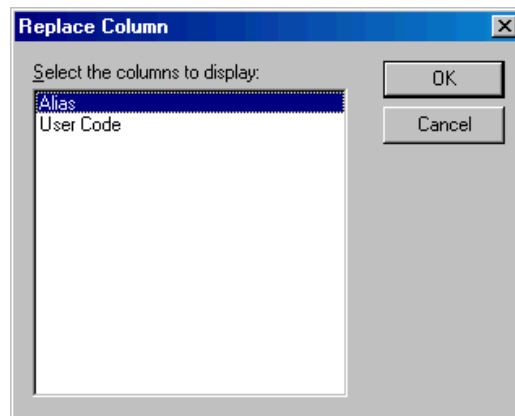 Replace Column
Select the columns to display:
Alias
User Code
OK
Cancel